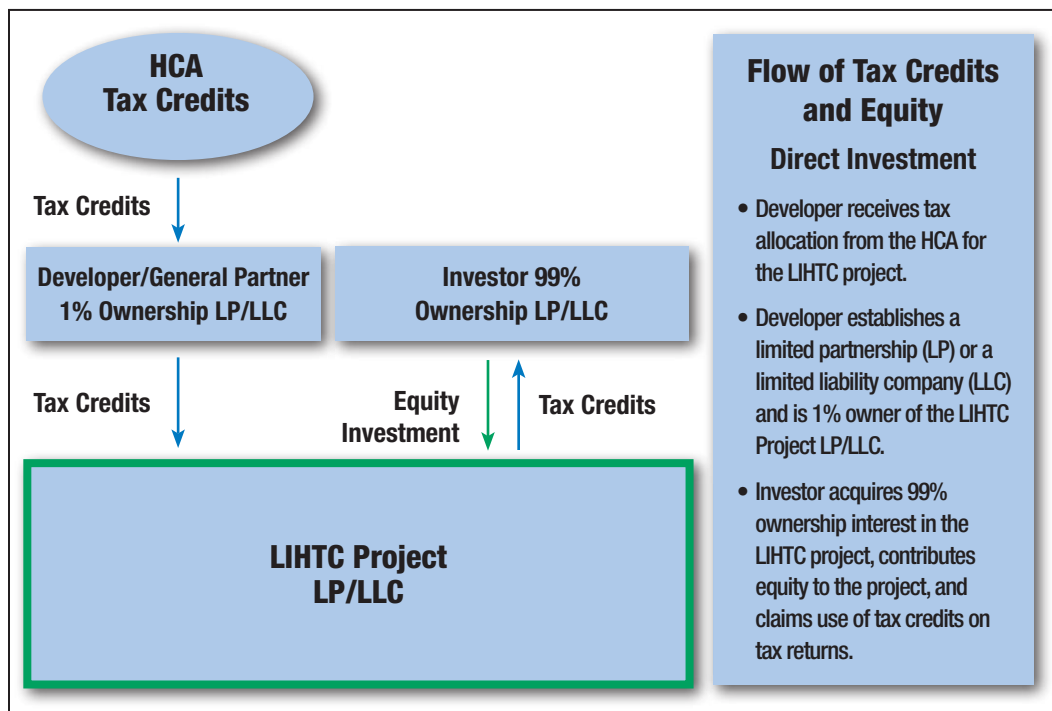 HCA
Tax Credits
Tax Credits
Developer/General Partner
1% Ownership LP/LLC
Investor 99%
Ownership LP/LLC
Tax Credits
Equity
Investment
Tax Credits
LIHTC Project
LP/LLC
Flow of Tax Credits
and Equity
Direct Investment
• Developer receives tax
allocation from the HCA for
the LIHTC project.
• Developer establishes a
limited partnership (LP) or a
limited liability company (LLC)
and is 1% owner of the LIHTC
Project LP/LLC.
• Investor acquires 99%
ownership interest in the
LIHTC project, contributes
equity to the project, and
claims use of tax credits on
tax returns.